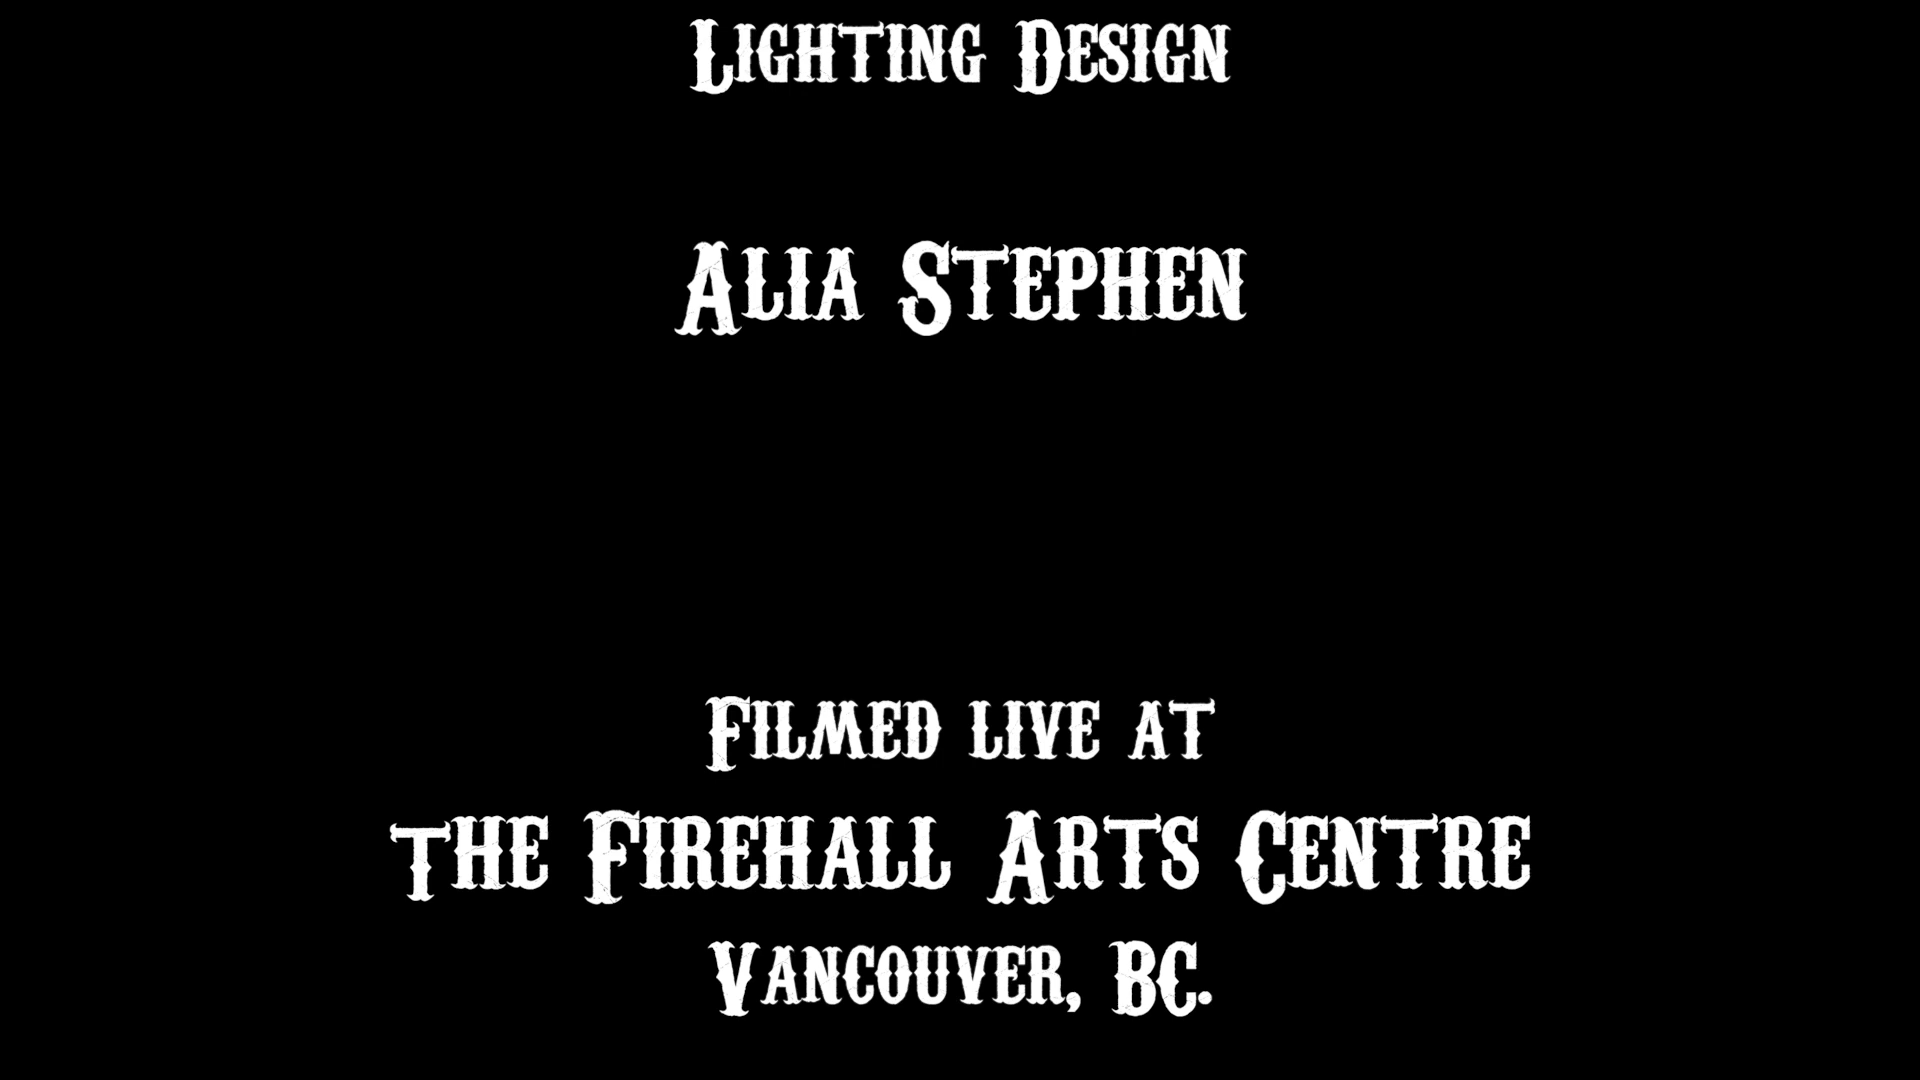 Lighting Design
Alia Stephen
Filmed live at
The Firehall Arts Centre
Vancouver, BC.